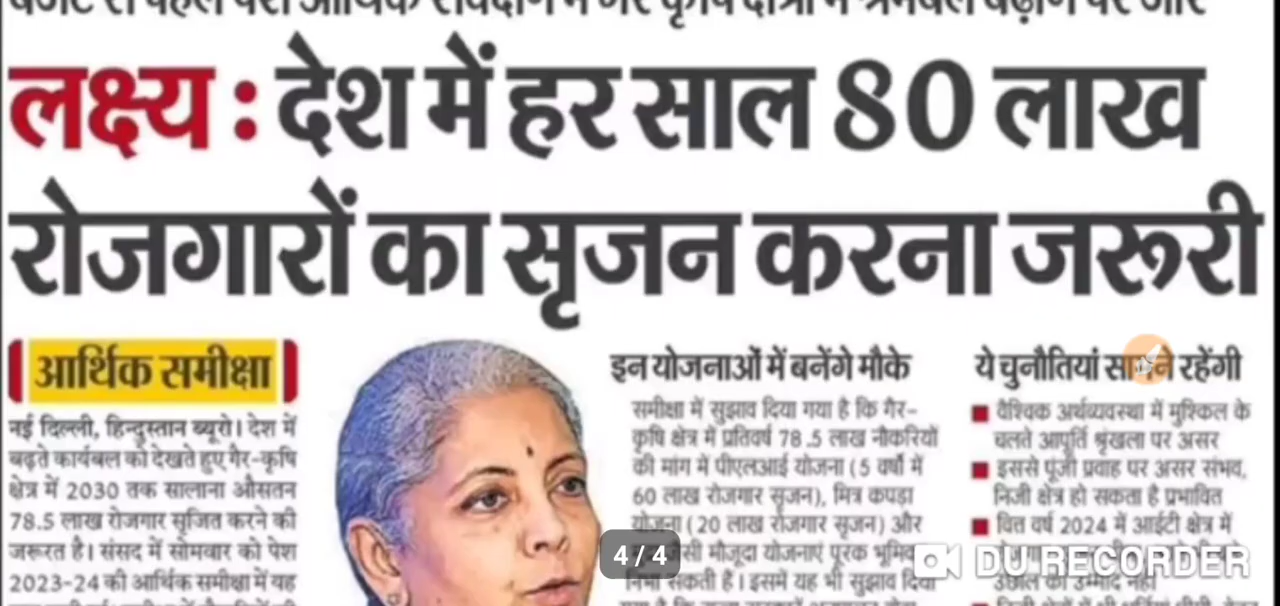 लक्ष्य : देश में हर साल 80 लाख
रोजगारों का सृजन करना जरूरी
आर्थिक समीक्षा
नई दिल्ली, हिन्दुस्तान ब्यूरो। देश में
बढ़ते कार्यबल को देखते हुए गैर-कृषि
क्षेत्र में 2030 तक सालाना औसतन
78.5 लाख रोजगार सृजित करने की
जरूरत है। संसद में सोमवार को पेश
2023-24 की आर्थिक समीक्षा में यह
इन योजनाओं में बनेंगे मौके
समीक्षा में सुझाव दिया गया है कि गैर-
कृषि क्षेत्र में प्रतिवर्ष 78.5 लाख नौकरियों
की मांग में पीएलआई योजना (5 वर्षों में
60 लाख रोजगार सृजन), मित्र कपड़ा
योजना (20 लाख रोजगार सृजन) और
मौजूदा योजनाएं पूरक
सकती है। इसमें यह भी सुझाव दिया
ये चुनौतियां सामने रहेंगी
वैश्विक अर्थव्यवस्था में मुश्किल के
चलते आपूर्ति श्रृंखला पर असर
इससे पूंजी प्रवाह पर असर संभव,
निजी क्षेत्र हो सकता है प्रभावित
वित्त वर्ष 2024 में आईटी क्षेत्र में
4/4
DU RECORDER